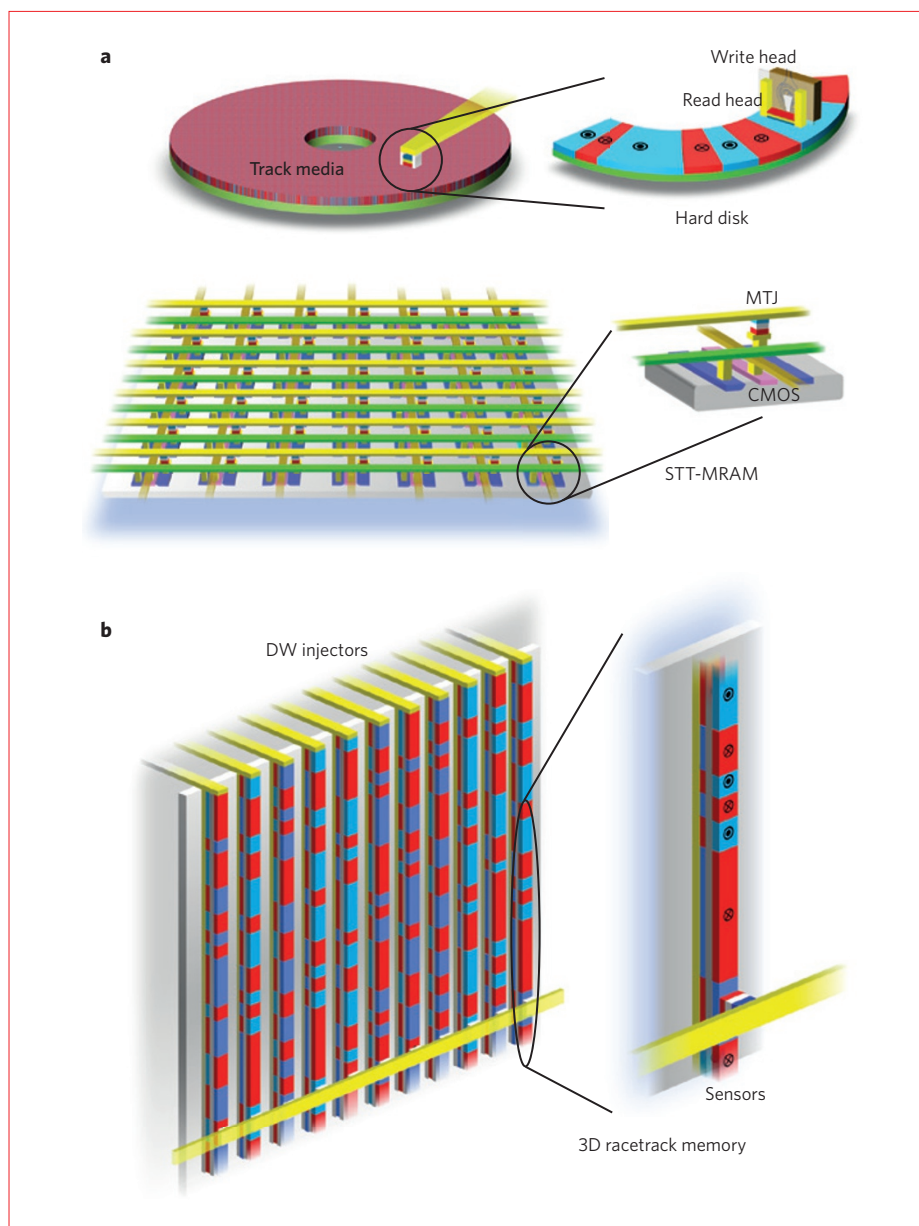 a
Write head
Read head
Track media
Hard disk
MTJ
CMOS
STT-MRAM
b
DW injectors
Sensors
3D racetrack memory